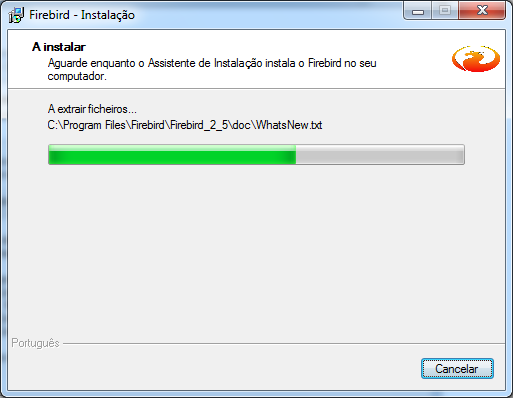 Firebird - Instalação
A instalar
Aguarde enquanto o Assistente de Instalação instala o Firebird no seu
computador.
A extrair ficheiros...
C:\Program Files\Firebird\Firebird_2_5\doc\WhatsNew.txt
Português
Cancelar